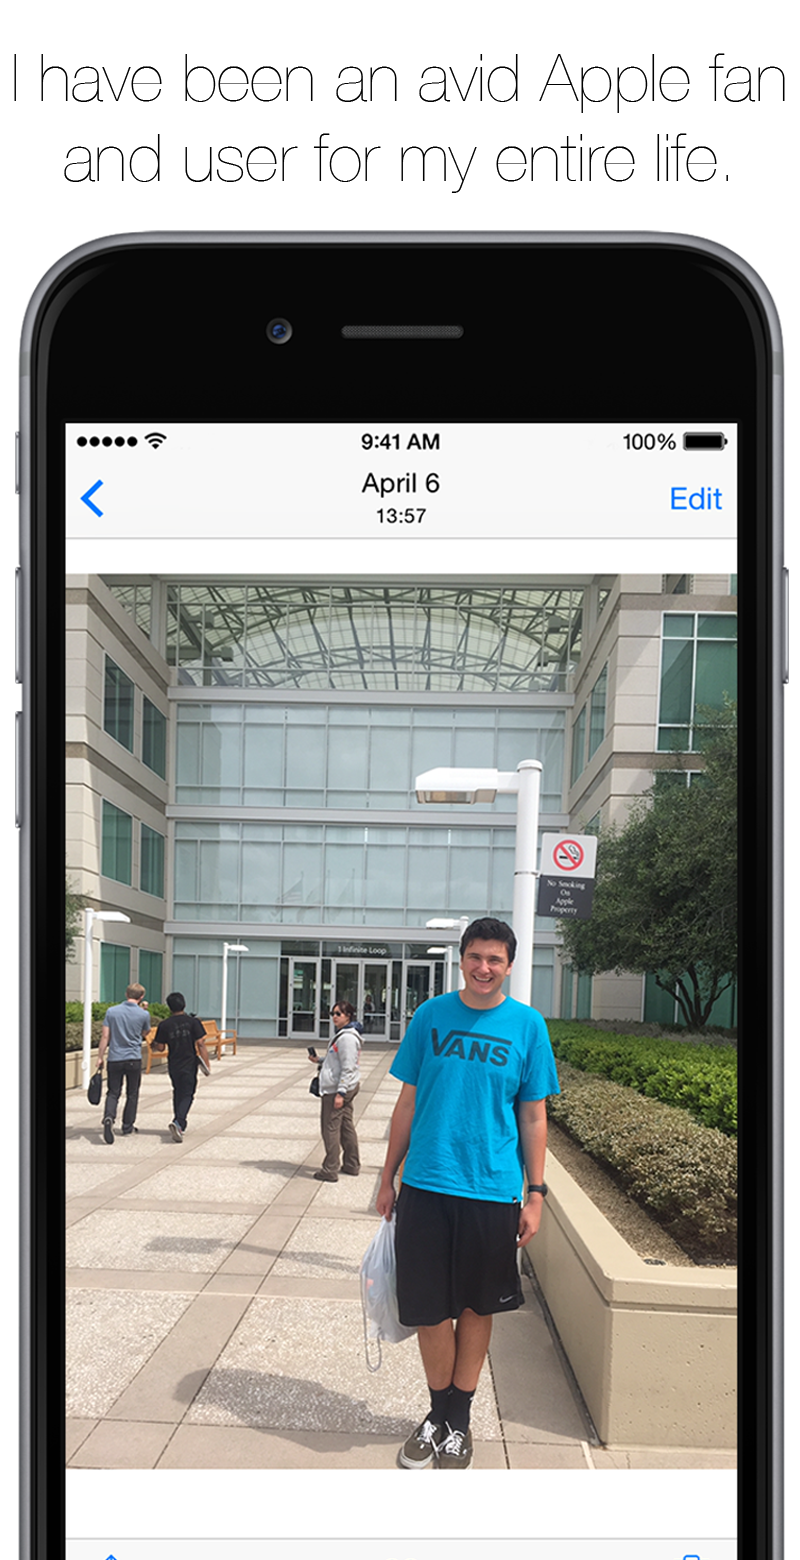 I have been an avid Apple fan
and user for my entire life.
9:41 AM
100%
April 6
13:57
Edit
No Smoking
On
Apple
Property
1 Infinite Loop
VANS